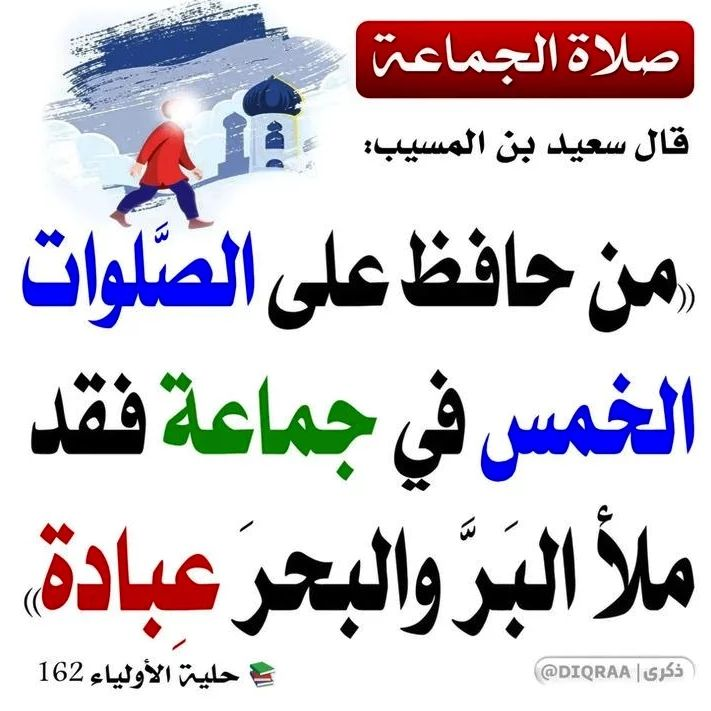 صلاة الجماعة
قال سعيد بن المسيب:
((من حافظ على الصَّلوات
الخمس في جماعة فقد
ملأ البَرَّ والبحرَ عِبادة))
حلية الأولياء 162
ذكرى | @DIQRAA